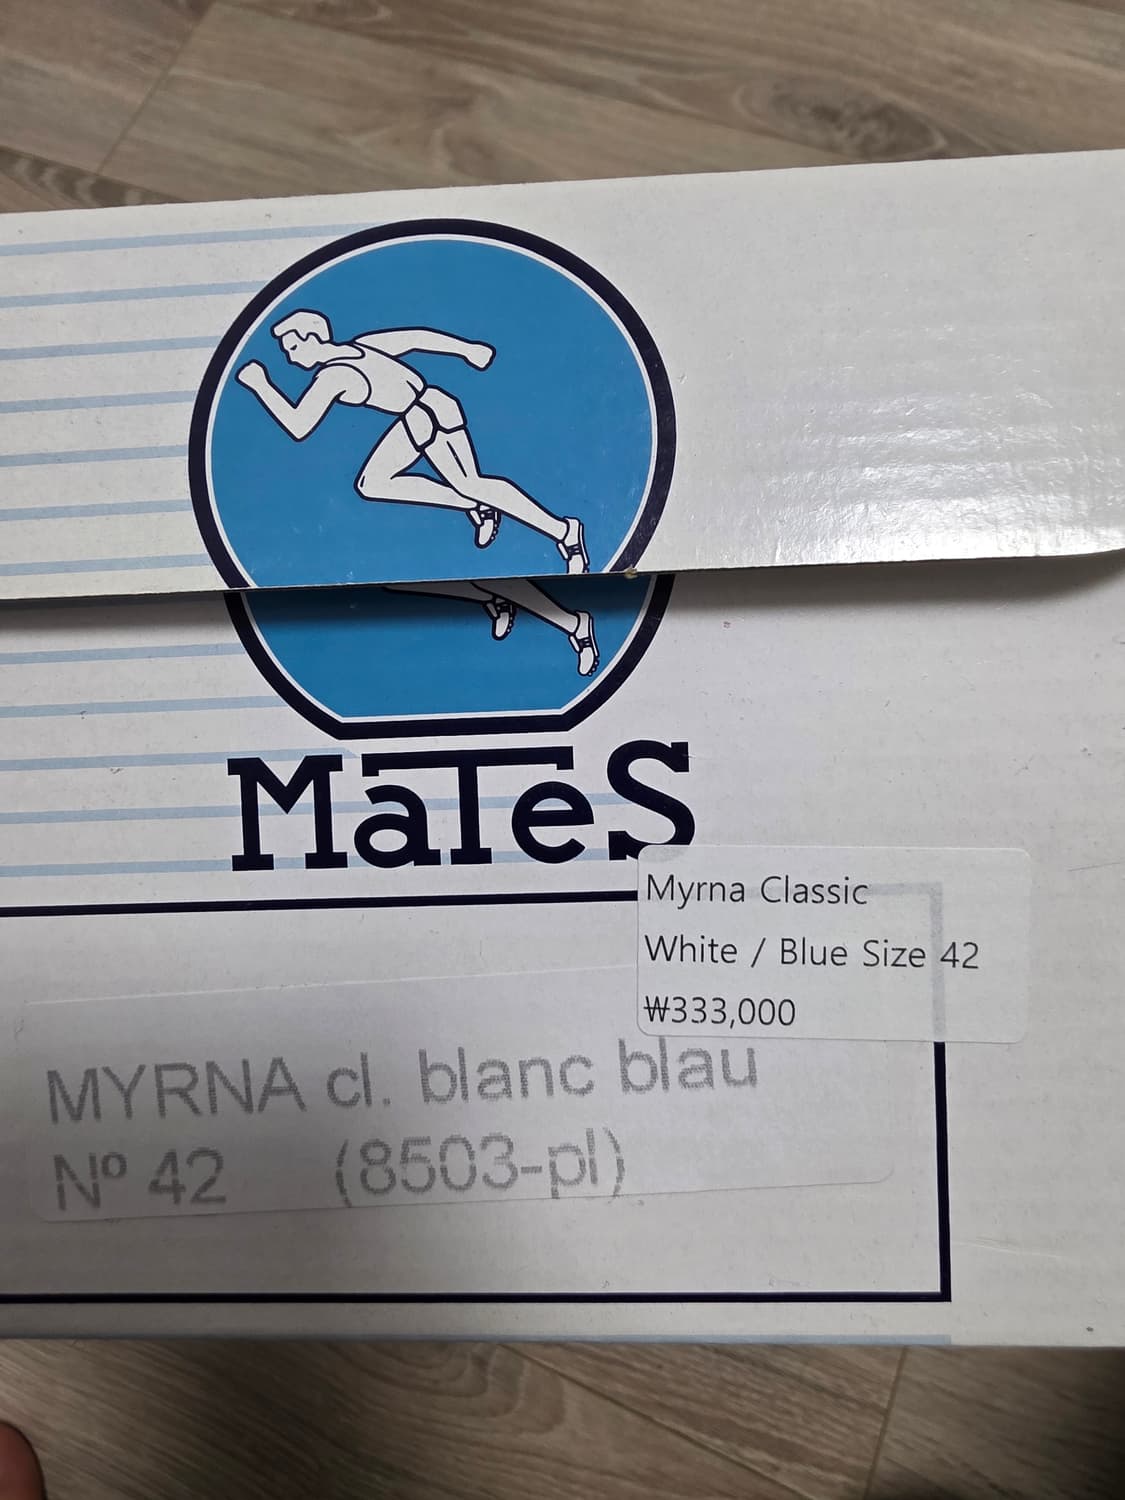 MaTeS
Myrna Classic
White / Blue Size 42
₩333,000
MYRNA cl. blanc blau
Nº 42 (8503-pl)